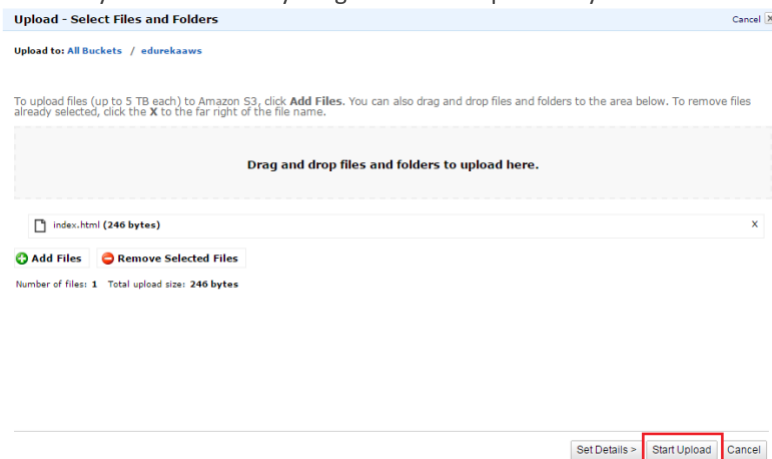 Upload - Select Files and Folders
Cancel X
Upload to: All Buckets / edurekaaws
To upload files (up to 5 TB each) to Amazon S3, click Add Files. You can also drag and drop files and folders to the area below. To remove files
already selected, click the X to the far right of the file name.
Drag and drop files and folders to upload here.
index.html (246 bytes) X
Add Files Remove Selected Files
Number of files: 1 Total upload size: 246 bytes
Set Details > Start Upload Cancel